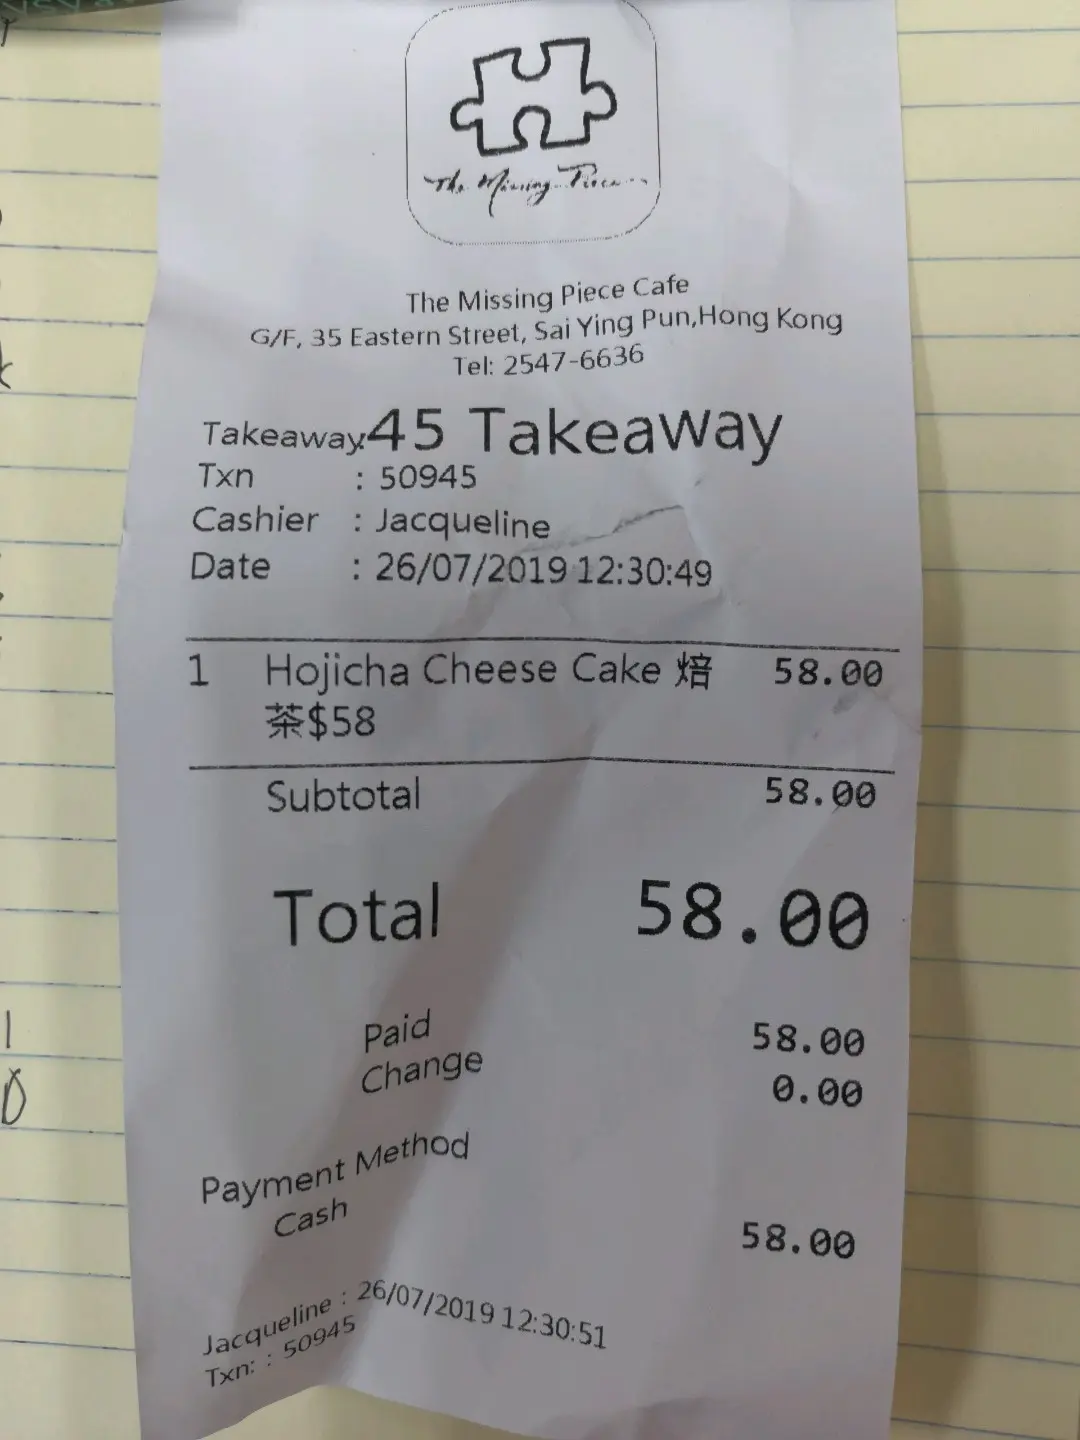 The Missing Piece
The Missing Piece Cafe
G/F, 35 Eastern Street, Sai Ying Pun,Hong Kong
Tel: 2547-6636
Takeaway:45 TakeaWay
Txn : 50945
Cashier : Jacqueline
Date : 26/07/2019 12:30:49
1 Hojicha Cheese Cake 焙 58.00
茶$58
Subtotal 58.00
Total 58.00
Paid 58.00
Change 0.00
Payment Method
Cash 58.00
Jacqueline : 26/07/2019 12:30:51
Txn: : 50945